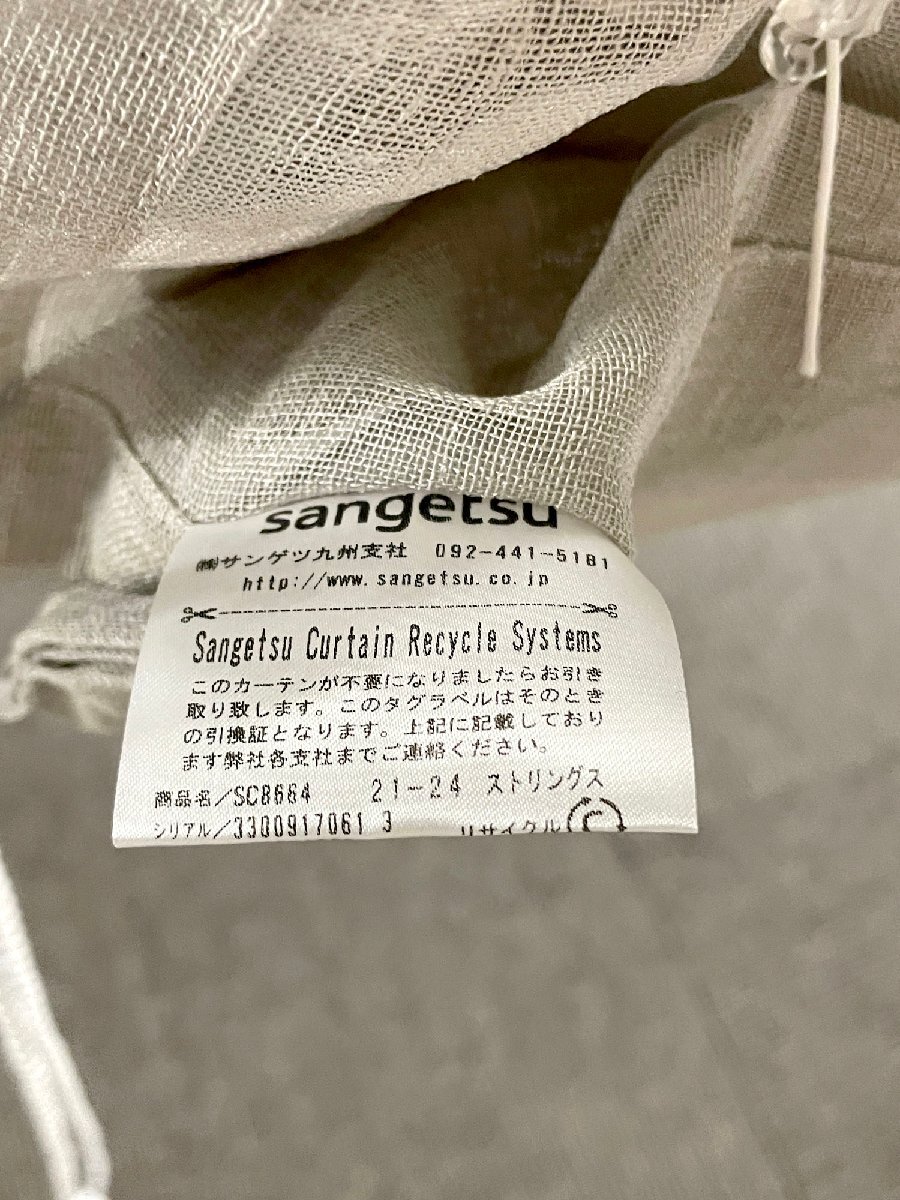 sangetsu
㈱サンゲツ九州支社 092-441-5181
http://www.sangetsu.co.jp
Sangetsu Curtain Recycle Systems
このカーテンが不要になりましたらお引き
取り致します。このタグラベルはそのとき
の引換証となります。上記に記載しており
ます弊社各支社までご連絡ください。
商品名/SC8664 21-24 ストリングス
シリアル/3300917061 3 リサイクル